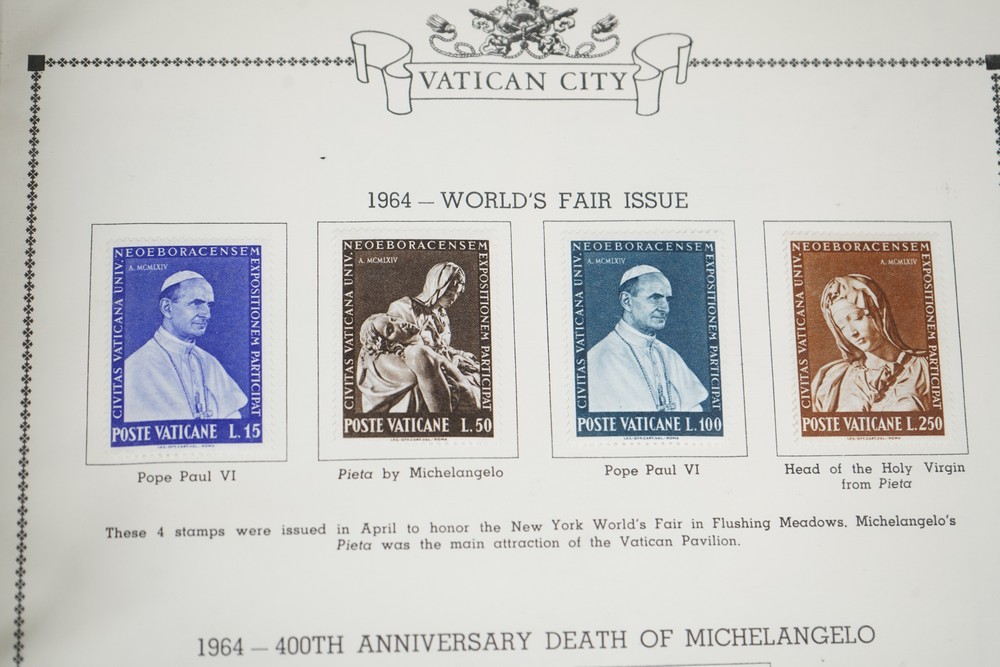 VATICAN CITY
1964 — WORLD'S FAIR ISSUE
NEOEBORACENSEM
A. MCMLXIV
CIVITAS VATICANA UNIV.
EXPOSITIONEM PARTICIPAT
POSTE VATICANE L.15
NEOEBORACENSEM
A. MCMLXIV
CIVITAS VATICANA UNIV.
EXPOSITIONEM PARTICIPAT
POSTE VATICANE L.50
NEOEBORACENSEM
A. MCMLXIV
CIVITAS VATICANA UNIV.
EXPOSITIONEM PARTICIPAT
POSTE VATICANE L.100
NEOEBORACENSEM
A. MCMLXIV
CIVITAS VATICANA UNIV.
EXPOSITIONEM PARTICIPAT
POSTE VATICANE L.250
Pope Paul VI
Pieta by Michelangelo
Pope Paul VI
Head of the Holy Virgin
from Pieta
These 4 stamps were issued in April to honor the New York World's Fair in Flushing Meadows. Michelangelo's
Pieta was the main attraction of the Vatican Pavilion.
1964 — 400TH ANNIVERSARY DEATH OF MICHELANGELO